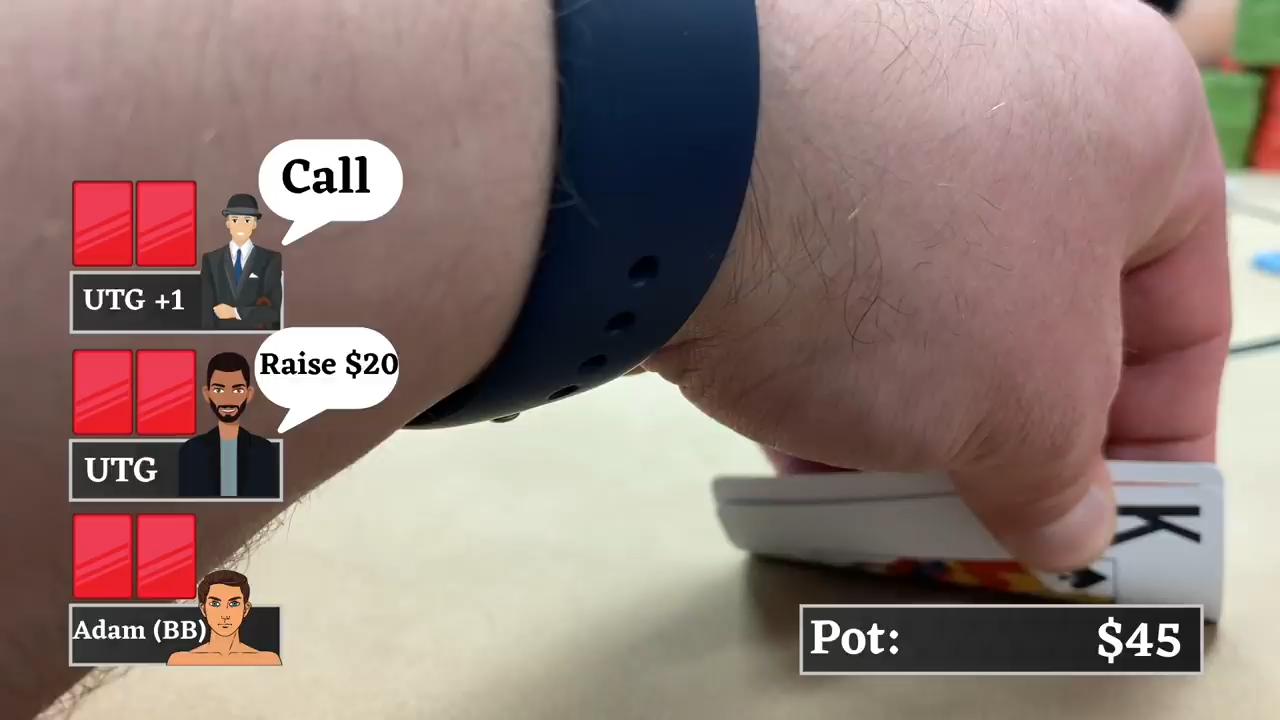 Call
UTG +1
Raise $20
UTG
Adam (BB)
K
Pot: $45